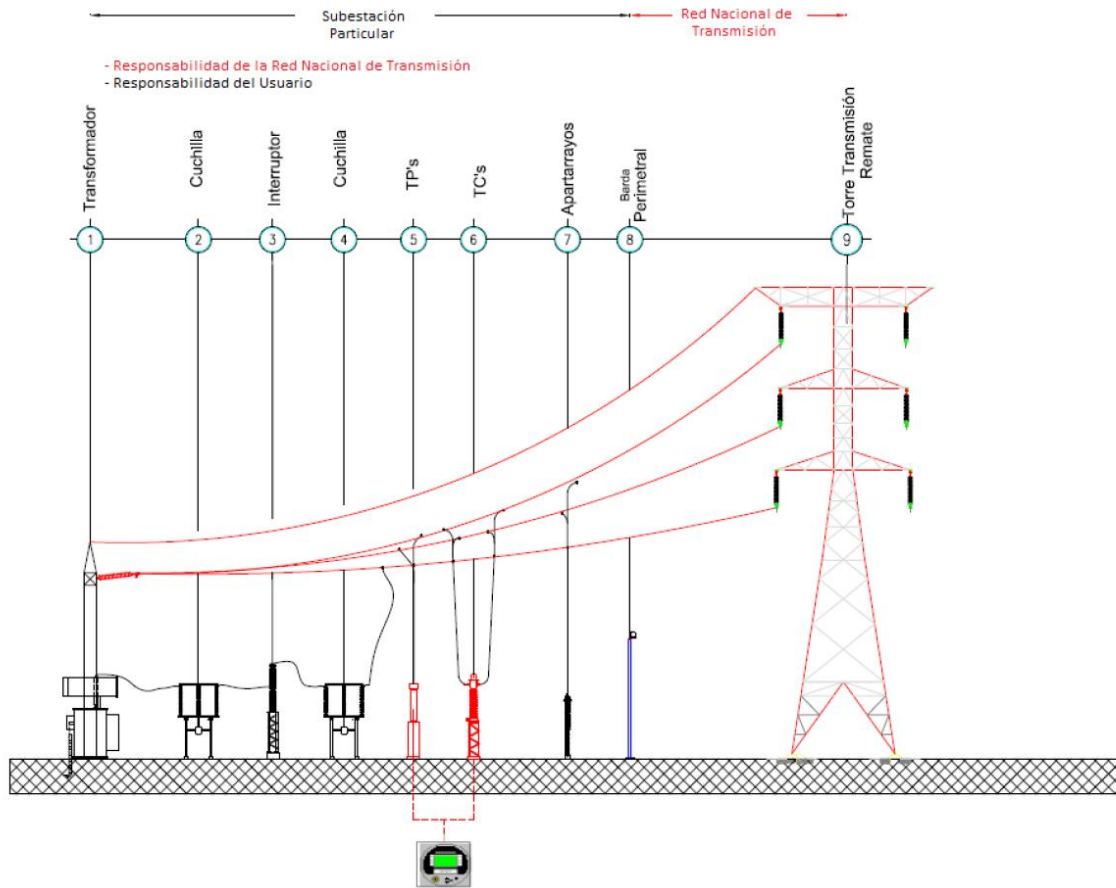 Subestación
Particular
Red Nacional de
Transmisión
- Responsabilidad de la Red Nacional de Transmisión
- Responsabilidad del Usuario
Transformador
Cuchilla
Interruptor
Cuchilla
TP's
TC's
Apartarrayos
Barda
Perimetral
Torre Transmisión
Remate
1
2
3
4
5
6
7
8
9